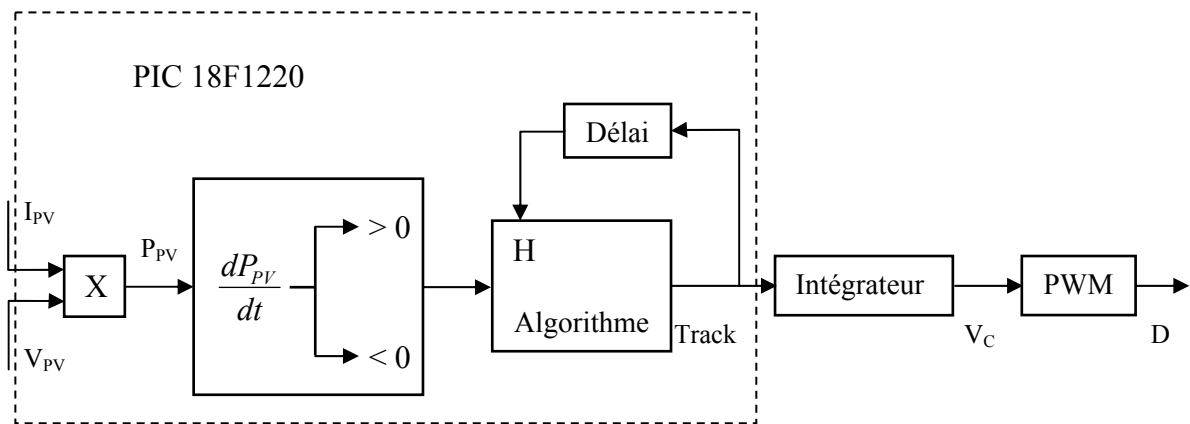 PIC 18F1220
Délai
I_PV
P_PV
X
V_PV
dP_PV
dt
> 0
< 0
H
Algorithme
Track
Intégrateur
V_C
PWM
D